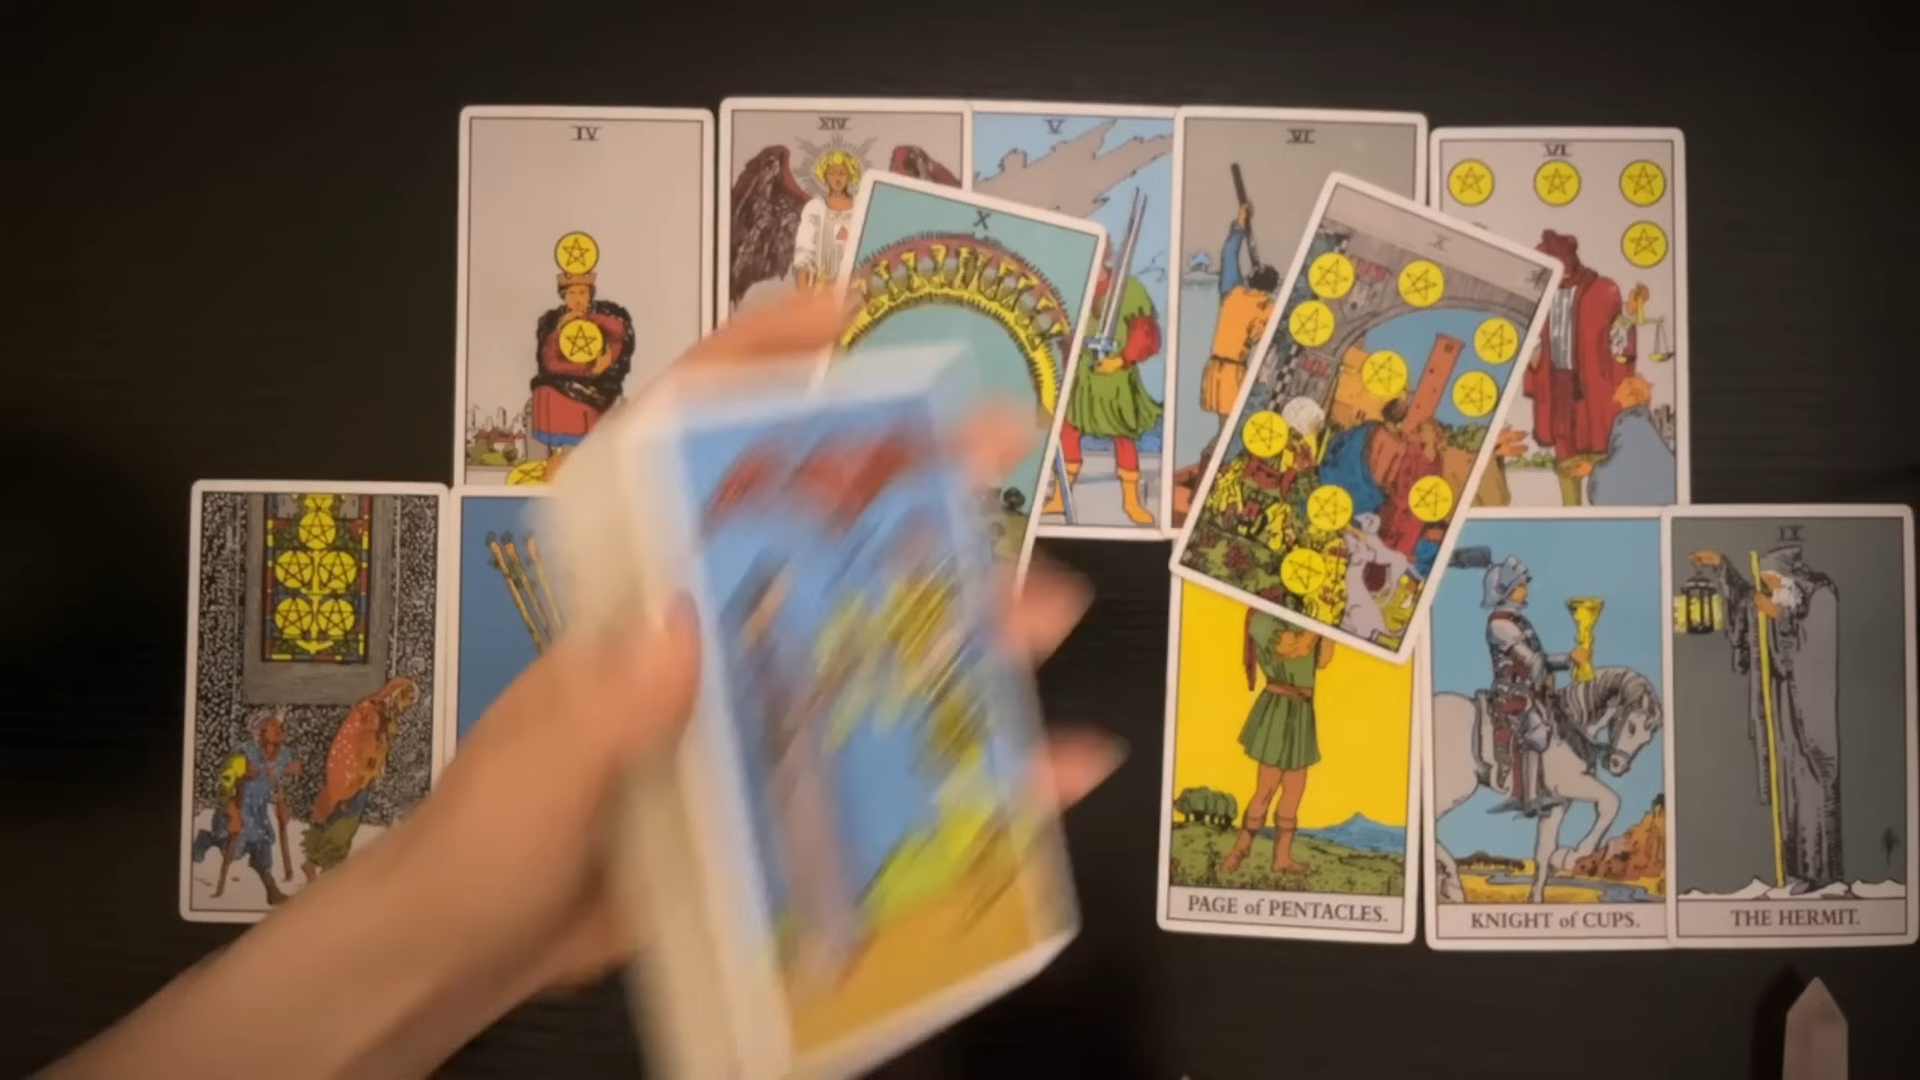 IV
XIV
V
VI
VI
X
X
IX
PAGE of PENTACLES.
KNIGHT of CUPS.
THE HERMIT.